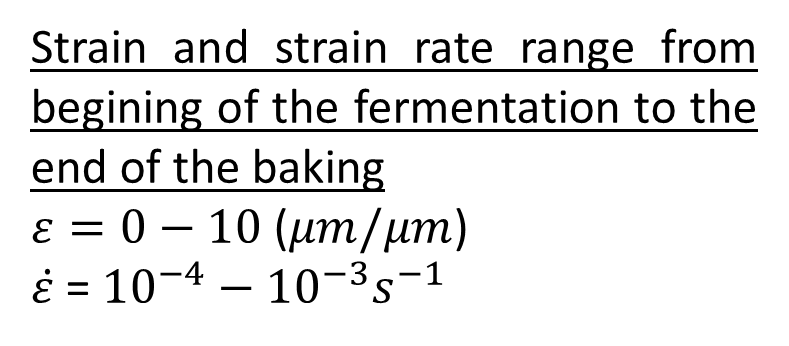 Strain and strain rate range from
begining of the fermentation to the
end of the baking
ε = 0 − 10 (μm/μm)
ε̇ = 10⁻⁴ − 10⁻³s⁻¹